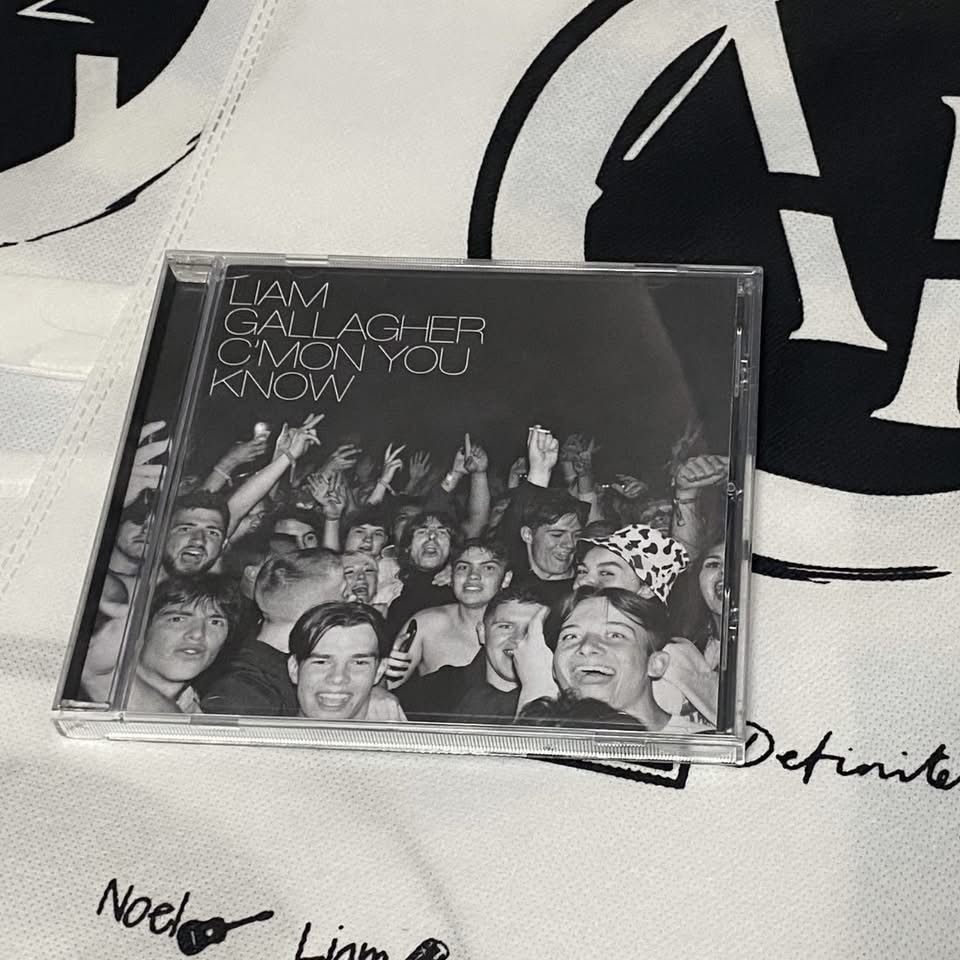 LIAM
GALLAGHER
C'MON YOU
KNOW
Definite
Noel
Liam